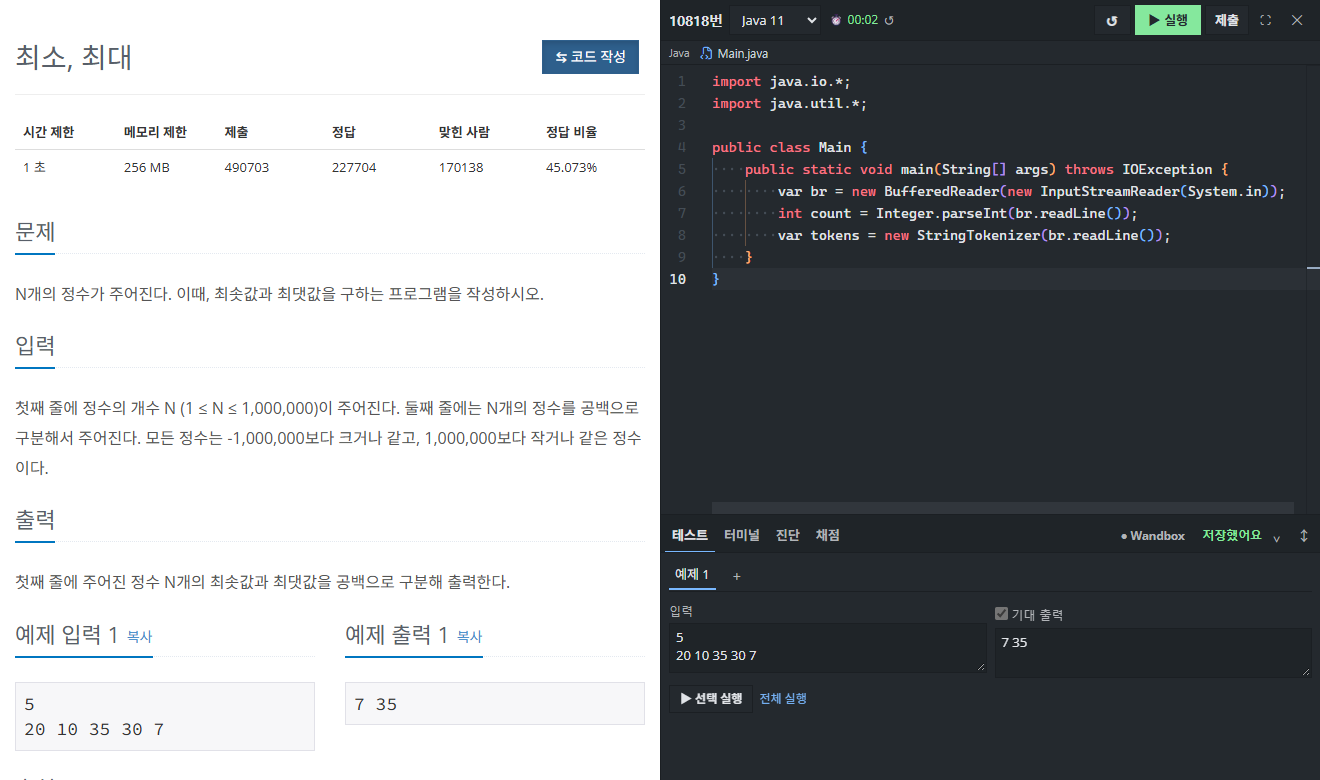 최소, 최대
⇆ 코드 작성
시간 제한 메모리 제한 제출 정답 맞힌 사람 정답 비율
1 초 256 MB 490703 227704 170138 45.073%
문제
N개의 정수가 주어진다. 이때, 최솟값과 최댓값을 구하는 프로그램을 작성하시오.
입력
첫째 줄에 정수의 개수 N (1 ≤ N ≤ 1,000,000)이 주어진다. 둘째 줄에는 N개의 정수를 공백으로
구분해서 주어진다. 모든 정수는 -1,000,000보다 크거나 같고, 1,000,000보다 작거나 같은 정수
이다.
출력
첫째 줄에 주어진 정수 N개의 최솟값과 최댓값을 공백으로 구분해 출력한다.
예제 입력 1 복사
5
20 10 35 30 7
예제 출력 1 복사
7 35
10818번 Java 11 00:02 ↺ ↺ ▶ 실행 제출
Java Main.java
1 import java.io.*;
2 import java.util.*;
3
4 public class Main {
5 public static void main(String[] args) throws IOException {
6 var br = new BufferedReader(new InputStreamReader(System.in));
7 int count = Integer.parseInt(br.readLine());
8 var tokens = new StringTokenizer(br.readLine());
9 }
10 }
테스트 터미널 진단 채점 ● Wandbox 저장했어요
예제 1 +
입력
5
20 10 35 30 7
기대 출력
7 35
▶ 선택 실행 전체 실행